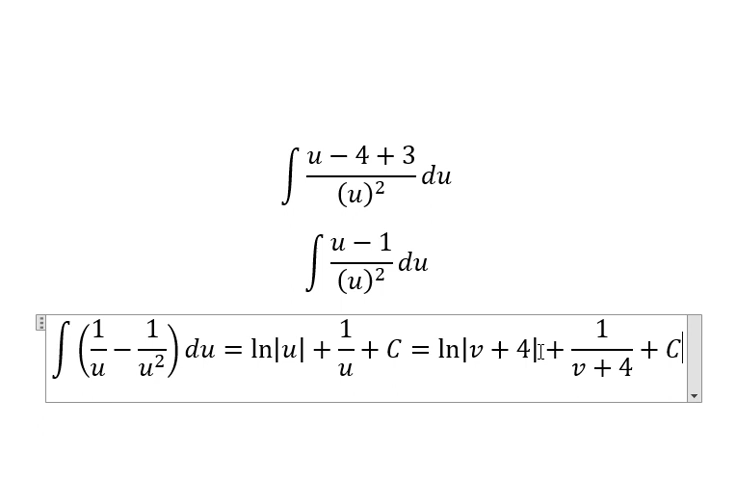 ∫ (u − 4 + 3)/(u)² du
∫ (u − 1)/(u)² du
∫ (1/u − 1/u²) du = ln|u| + 1/u + C = ln|v + 4| + 1/(v + 4) + C